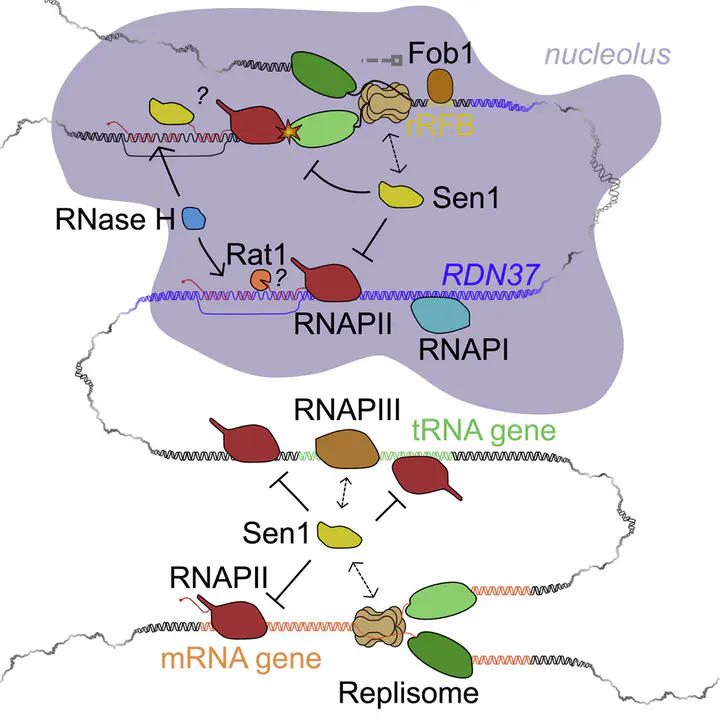 Fob1
nucleolus
?
rRFB
Sen1
RNase H
Rat1
?
RDN37
RNAPII
RNAPI
RNAPIII
tRNA gene
Sen1
RNAPII
mRNA gene
Replisome